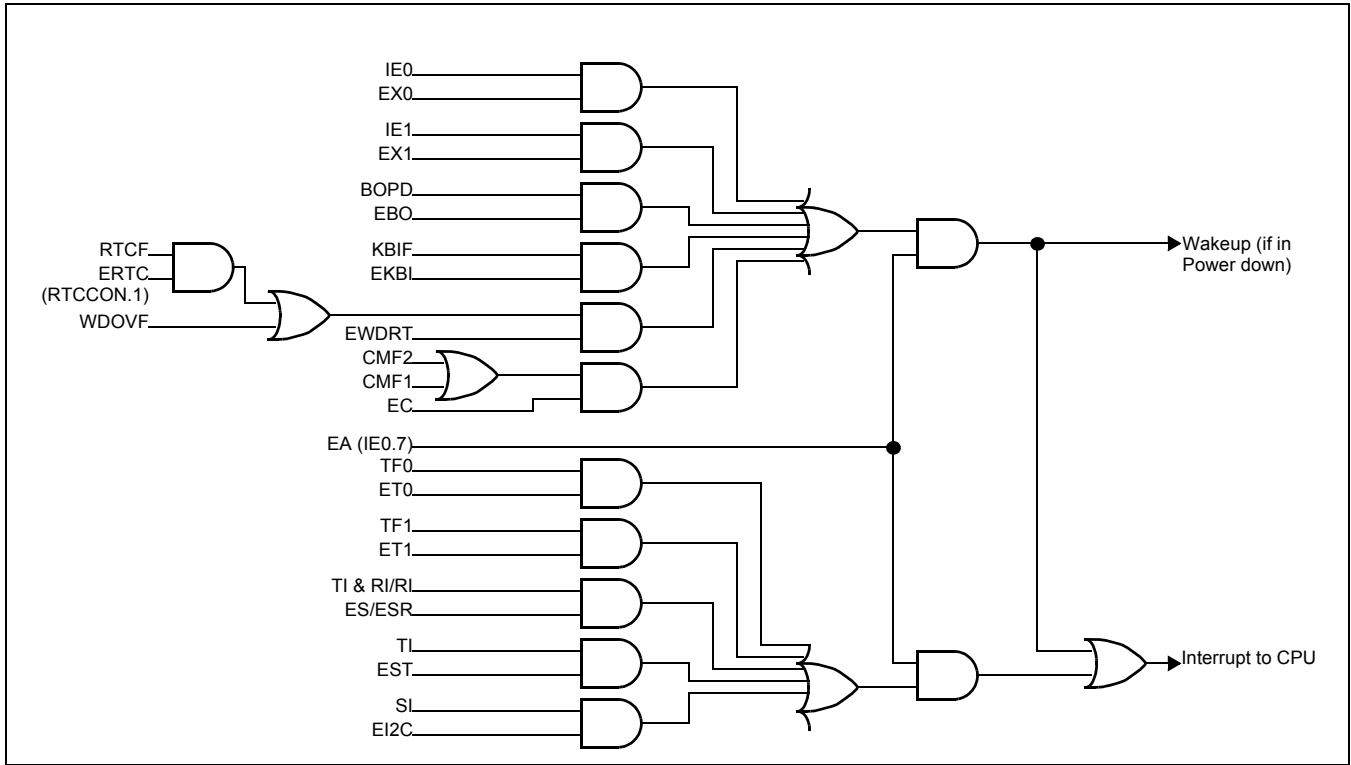 IE0
EX0
IE1
EX1
BOPD
EBO
KBIF
EKBI
RTCF
ERTC
(RTCCON.1)
WDOVF
EWDRT
CMF2
CMF1
EC
EA (IE0.7)
TF0
ET0
TF1
ET1
TI & RI/RI
ES/ESR
TI
EST
SI
EI2C
Wakeup (if in
Power down)
Interrupt to CPU